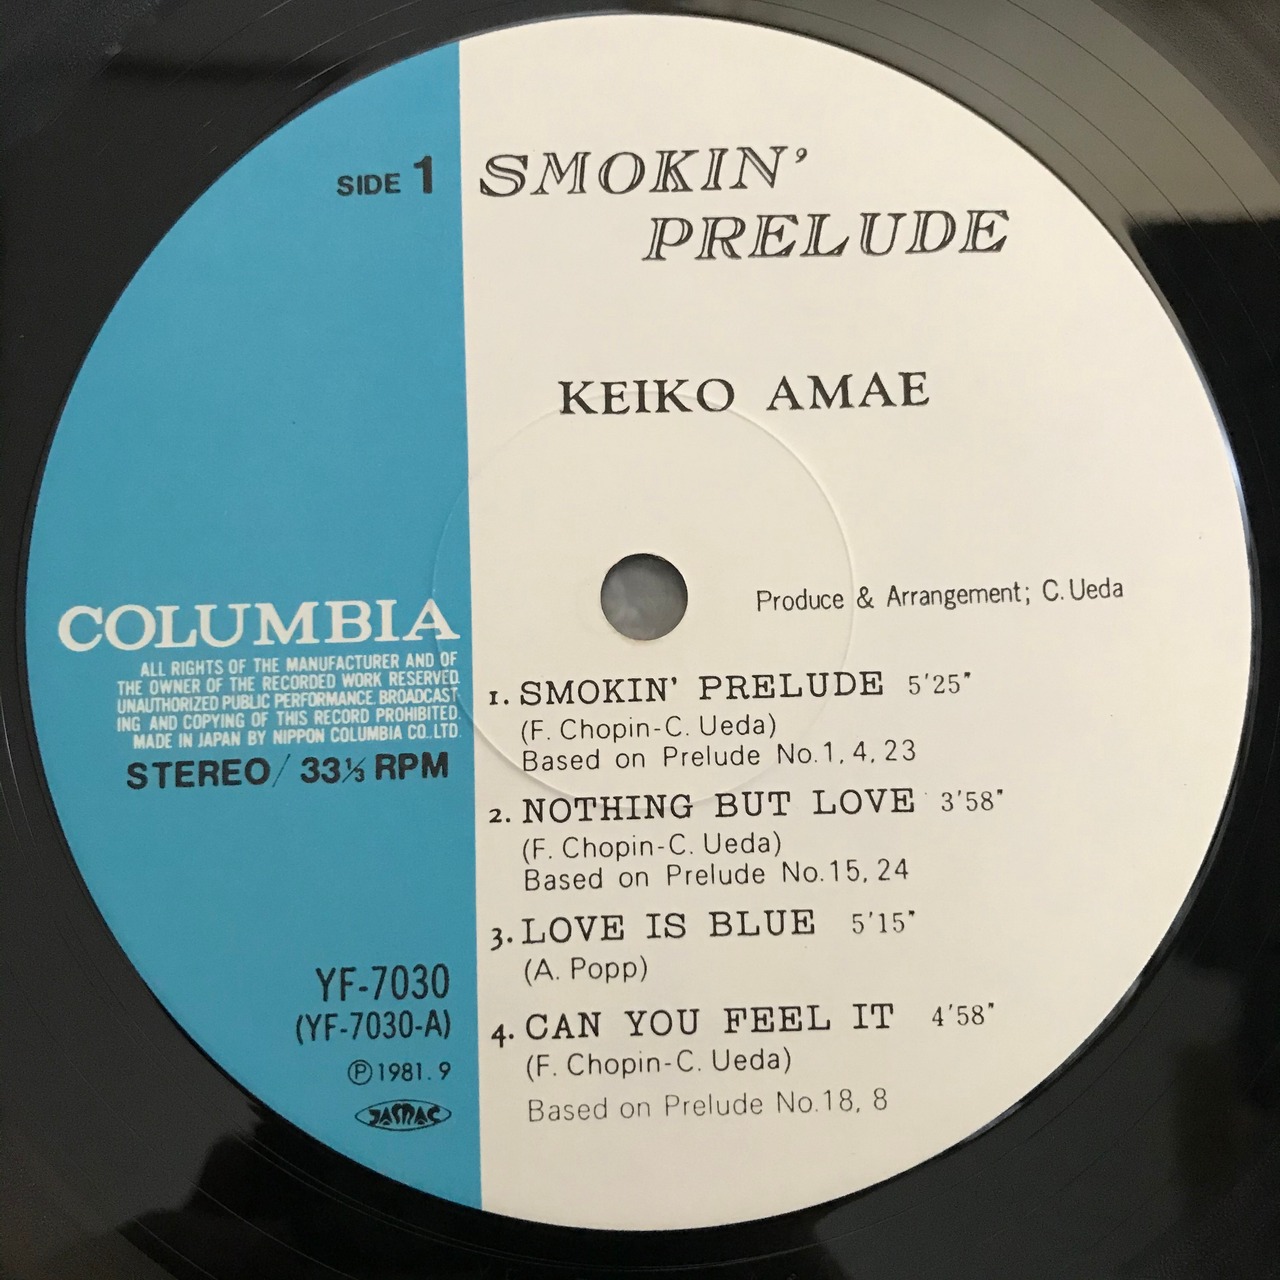 SIDE 1
SMOKIN'
PRELUDE
KEIKO AMAE
Produce & Arrangement; C. Ueda
COLUMBIA
ALL RIGHTS OF THE MANUFACTURER AND OF
THE OWNER OF THE RECORDED WORK RESERVED.
UNAUTHORIZED PUBLIC PERFORMANCE. BROADCAST
ING AND COPYING OF THIS RECORD PROHIBITED.
MADE IN JAPAN BY NIPPON COLUMBIA CO., LTD.
STEREO / 33⅓ RPM
1. SMOKIN' PRELUDE 5'25"
(F. Chopin-C. Ueda)
Based on Prelude No.1, 4, 23
2. NOTHING BUT LOVE 3'58"
(F. Chopin-C. Ueda)
Based on Prelude No.15, 24
3. LOVE IS BLUE 5'15"
(A. Popp)
4. CAN YOU FEEL IT 4'58"
(F. Chopin-C. Ueda)
Based on Prelude No.18, 8
YF-7030
(YF-7030-A)
Ⓟ1981. 9
JASRAC